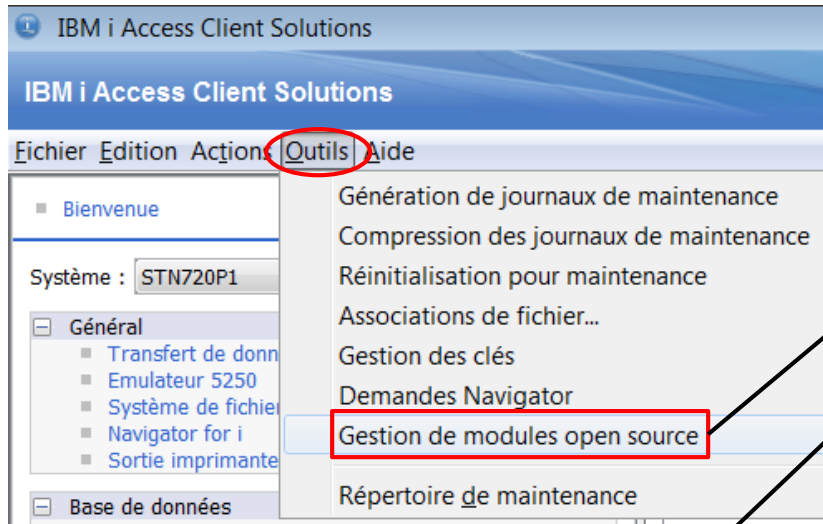 IBM i Access Client Solutions
IBM i Access Client Solutions
Fichier Edition Actions Outils Aide
Bienvenue
Système : STN720P1
Général
Transfert de donn
Emulateur 5250
Système de fichie
Navigator for i
Sortie imprimante
Base de données
Génération de journaux de maintenance
Compression des journaux de maintenance
Réinitialisation pour maintenance
Associations de fichier...
Gestion des clés
Demandes Navigator
Gestion de modules open source
Répertoire de maintenance